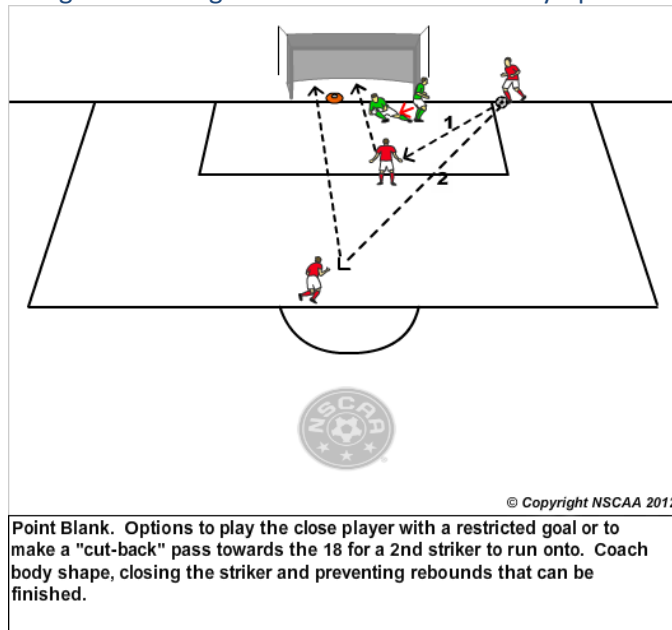 1
2
NSCAA
© Copyright NSCAA 2012
Point Blank. Options to play the close player with a restricted goal or to
make a "cut-back" pass towards the 18 for a 2nd striker to run onto. Coach
body shape, closing the striker and preventing rebounds that can be
finished.